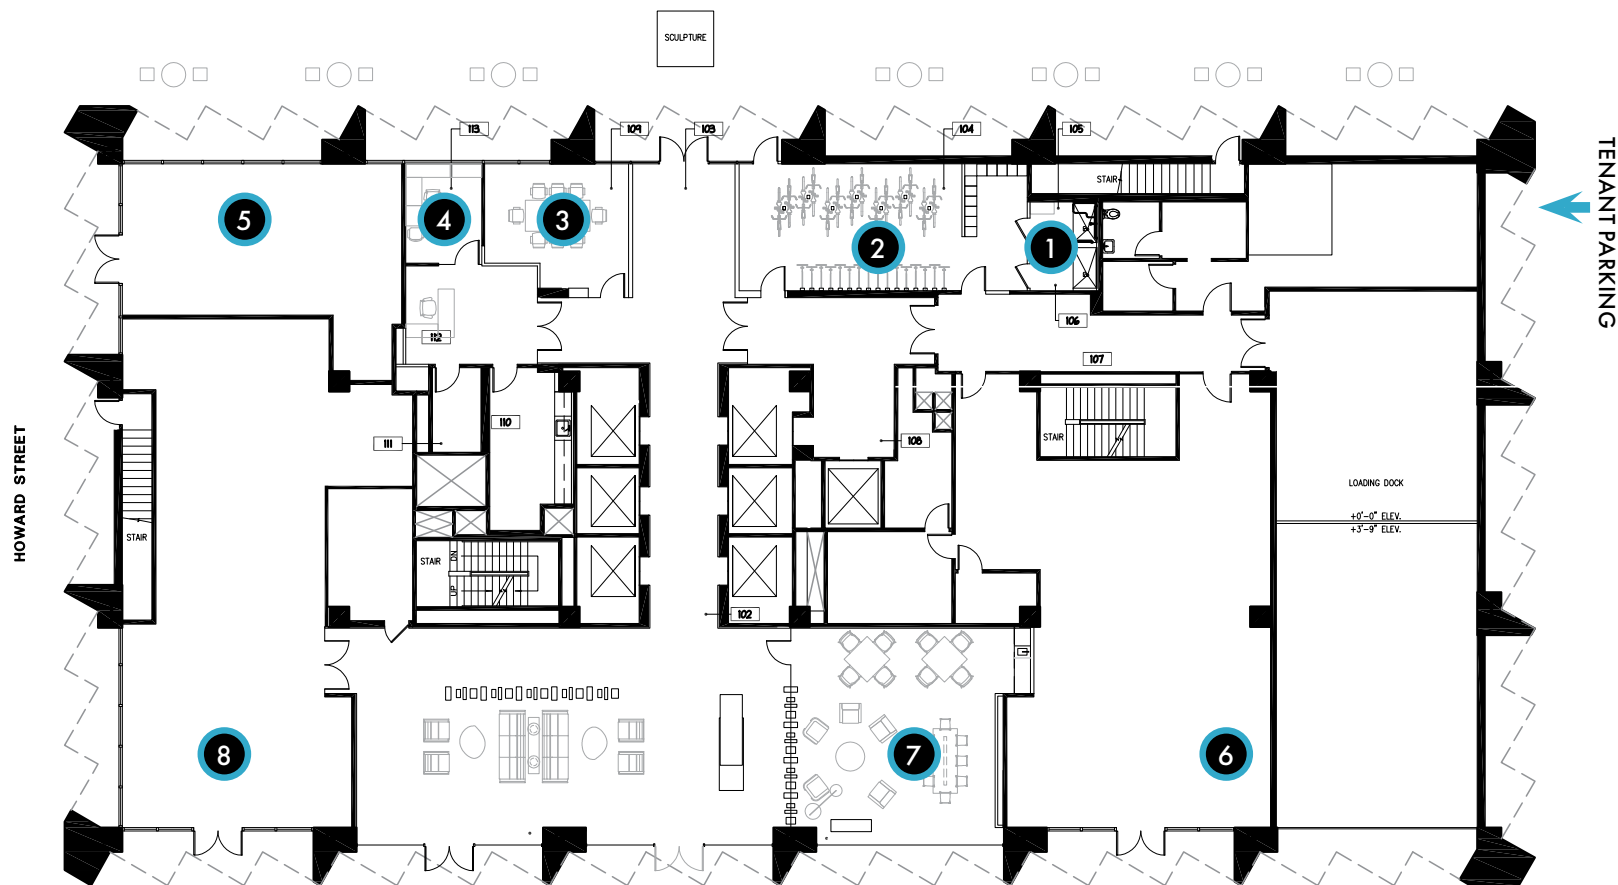 SCULPTURE
113
109
103
104
105
TENANT PARKING
STAIR
5
4
3
2
1
106
112
107
111
110
108
HOWARD STREET
STAIR
LOADING DOCK
+0'-0" ELEV.
+3'-9" ELEV.
STAIR
STAIR
DN
UP
102
8
7
6